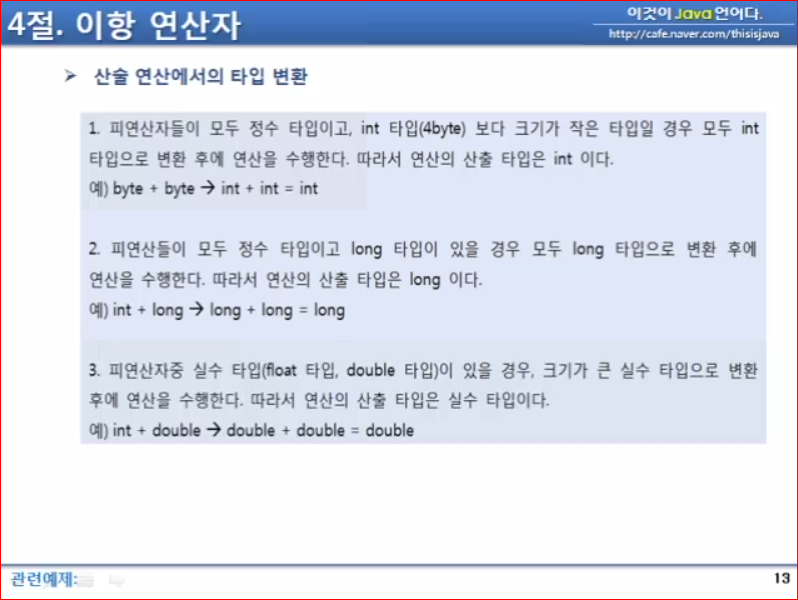 4절. 이항 연산자
이것이 Java 언어다.
http://cafe.naver.com/thisisjava
➢ 산술 연산에서의 타입 변환
1. 피연산자들이 모두 정수 타입이고, int 타입(4byte) 보다 크기가 작은 타입일 경우 모두 int
타입으로 변환 후에 연산을 수행한다. 따라서 연산의 산출 타입은 int 이다.
예) byte + byte → int + int = int
2. 피연산들이 모두 정수 타입이고 long 타입이 있을 경우 모두 long 타입으로 변환 후에
연산을 수행한다. 따라서 연산의 산출 타입은 long 이다.
예) int + long → long + long = long
3. 피연산자중 실수 타입(float 타입, double 타입)이 있을 경우, 크기가 큰 실수 타입으로 변환
후에 연산을 수행한다. 따라서 연산의 산출 타입은 실수 타입이다.
예) int + double → double + double = double
관련예제:
13